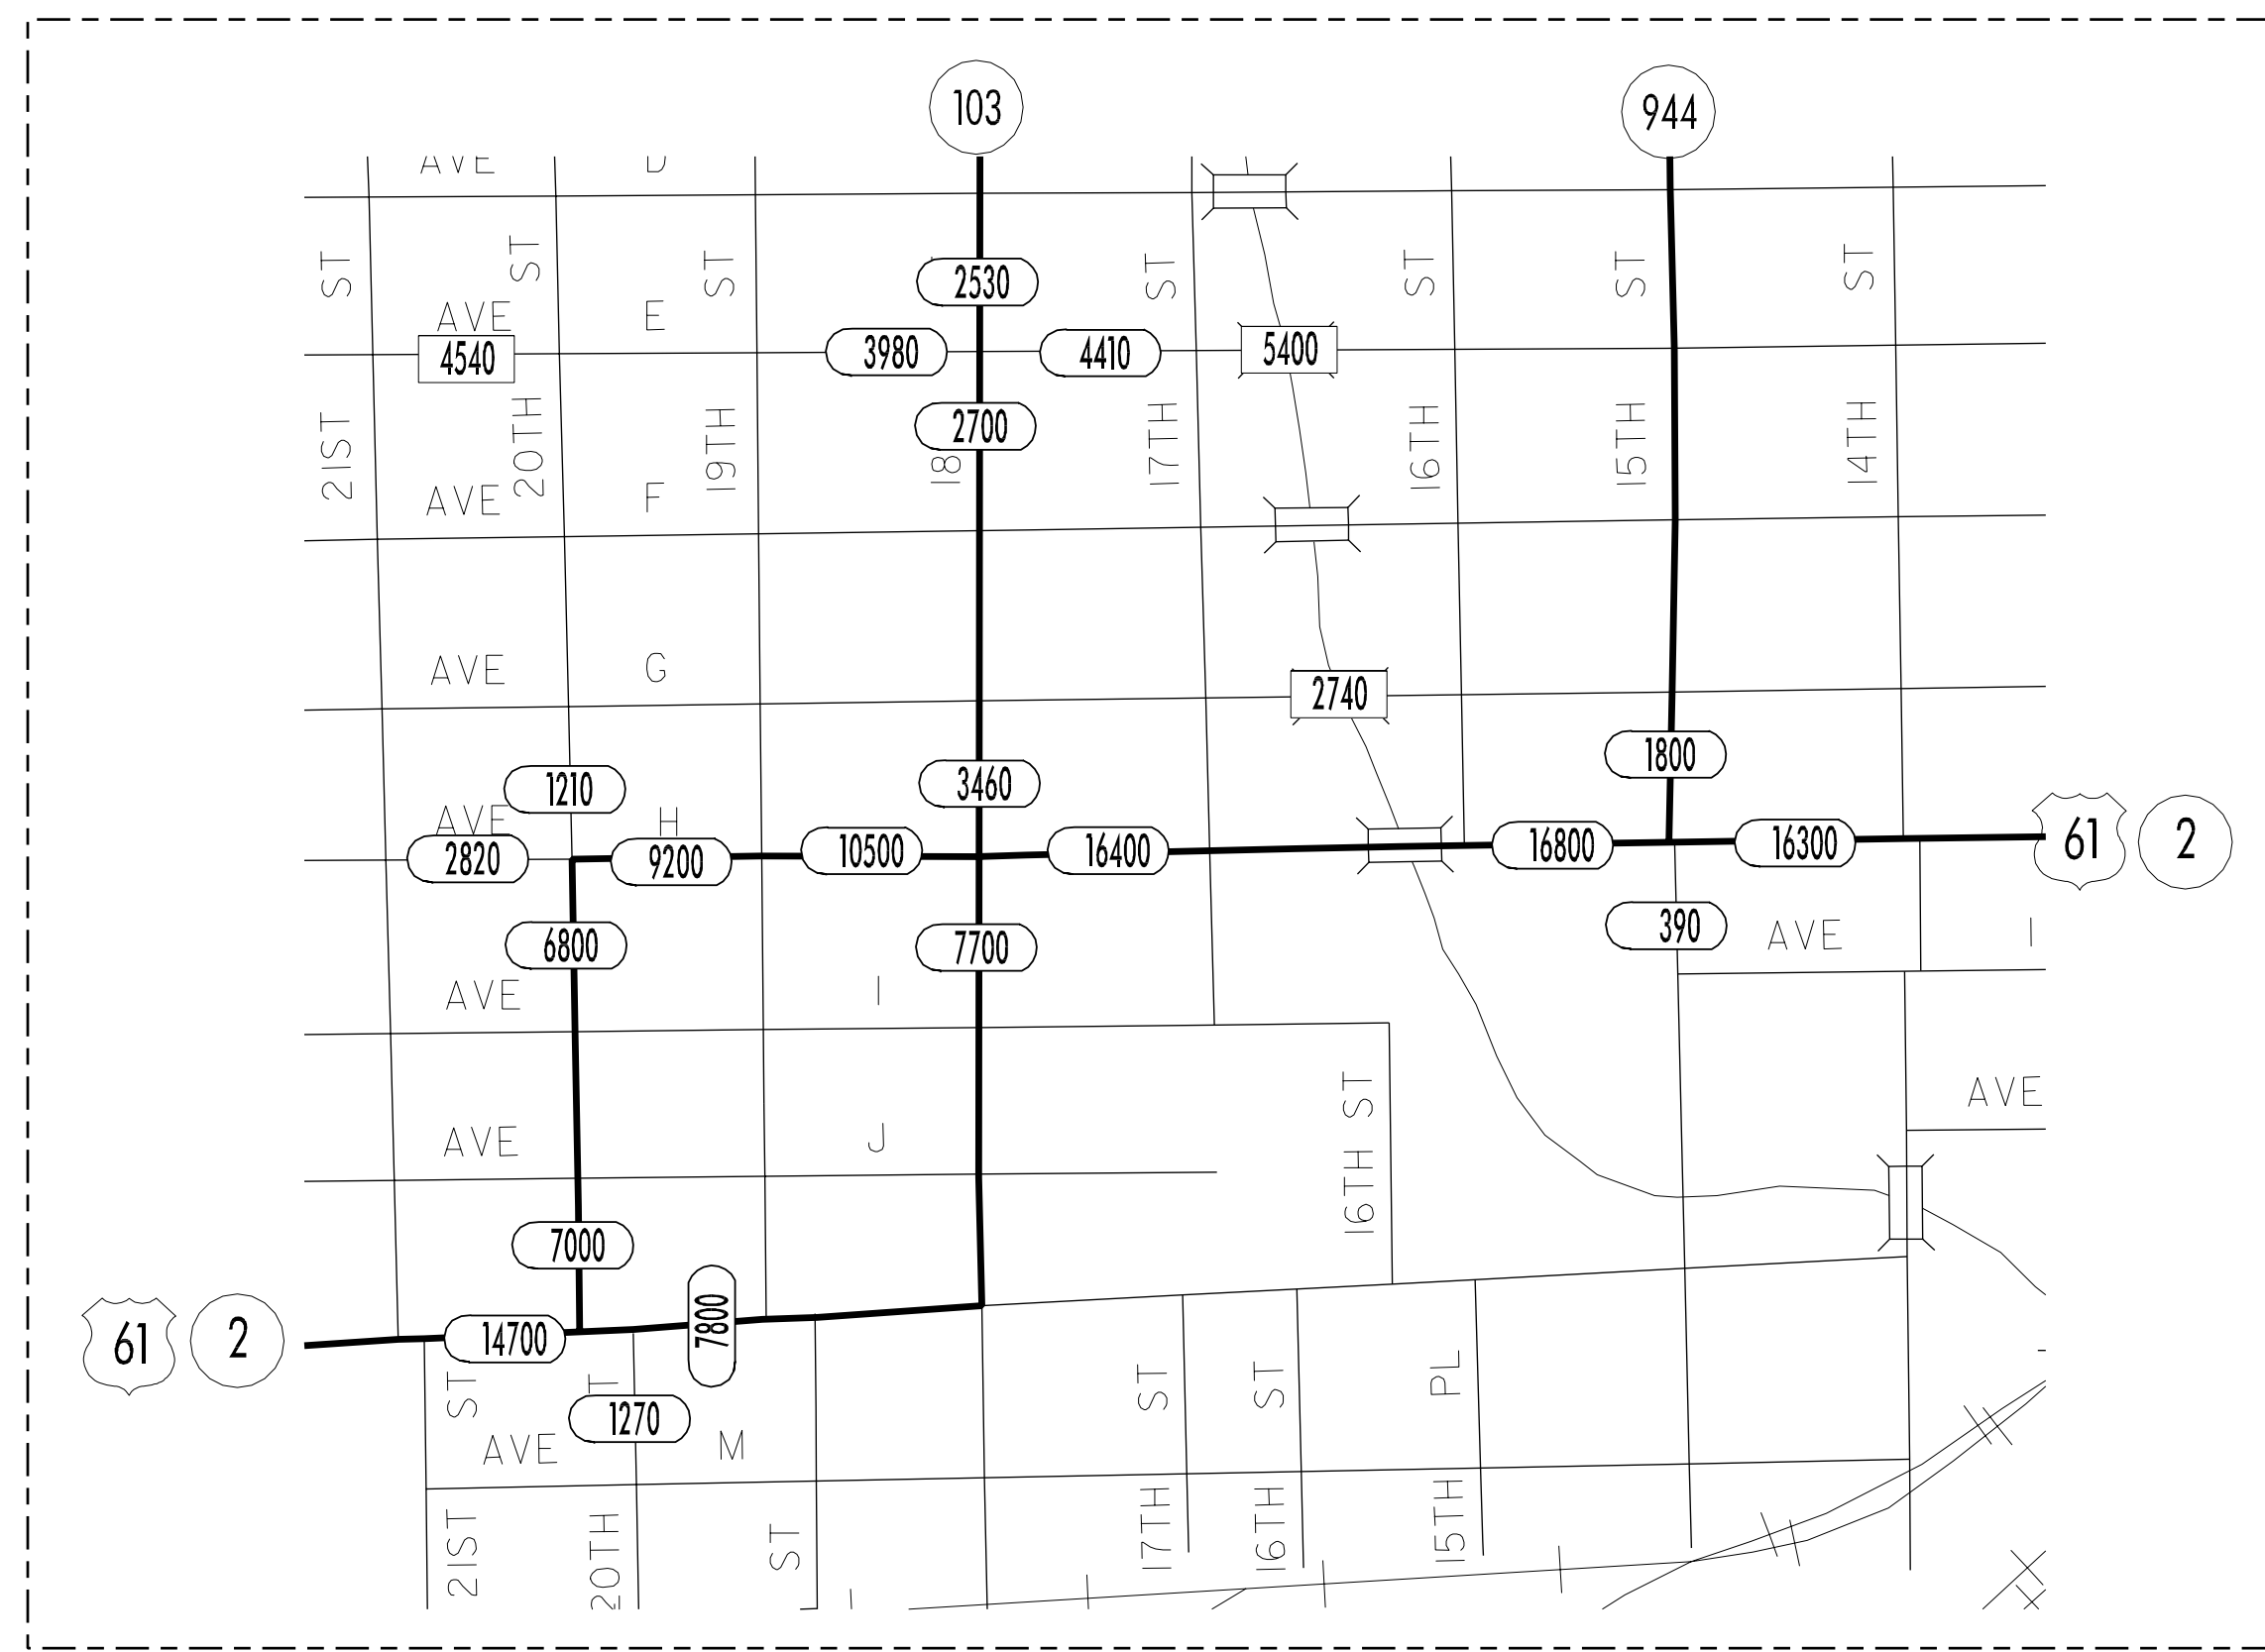 103
944
AVE D
ST
ST
ST
ST
ST
ST
ST
2530
AVE E
4540
3980
4410
5400
2700
21ST
20TH
19TH
18
17TH
16TH
15TH
14TH
AVE F
AVE G
2740
1210
3460
1800
AVE H
2820
9200
10500
16400
16800
16300
61
2
6800
7700
390
AVE I
AVE I
16TH ST
AVE
AVE J
7000
7800
14700
61
2
1270
ST
T
ST
ST
PL
AVE M
21ST
20TH
ST
17TH
16TH
15TH